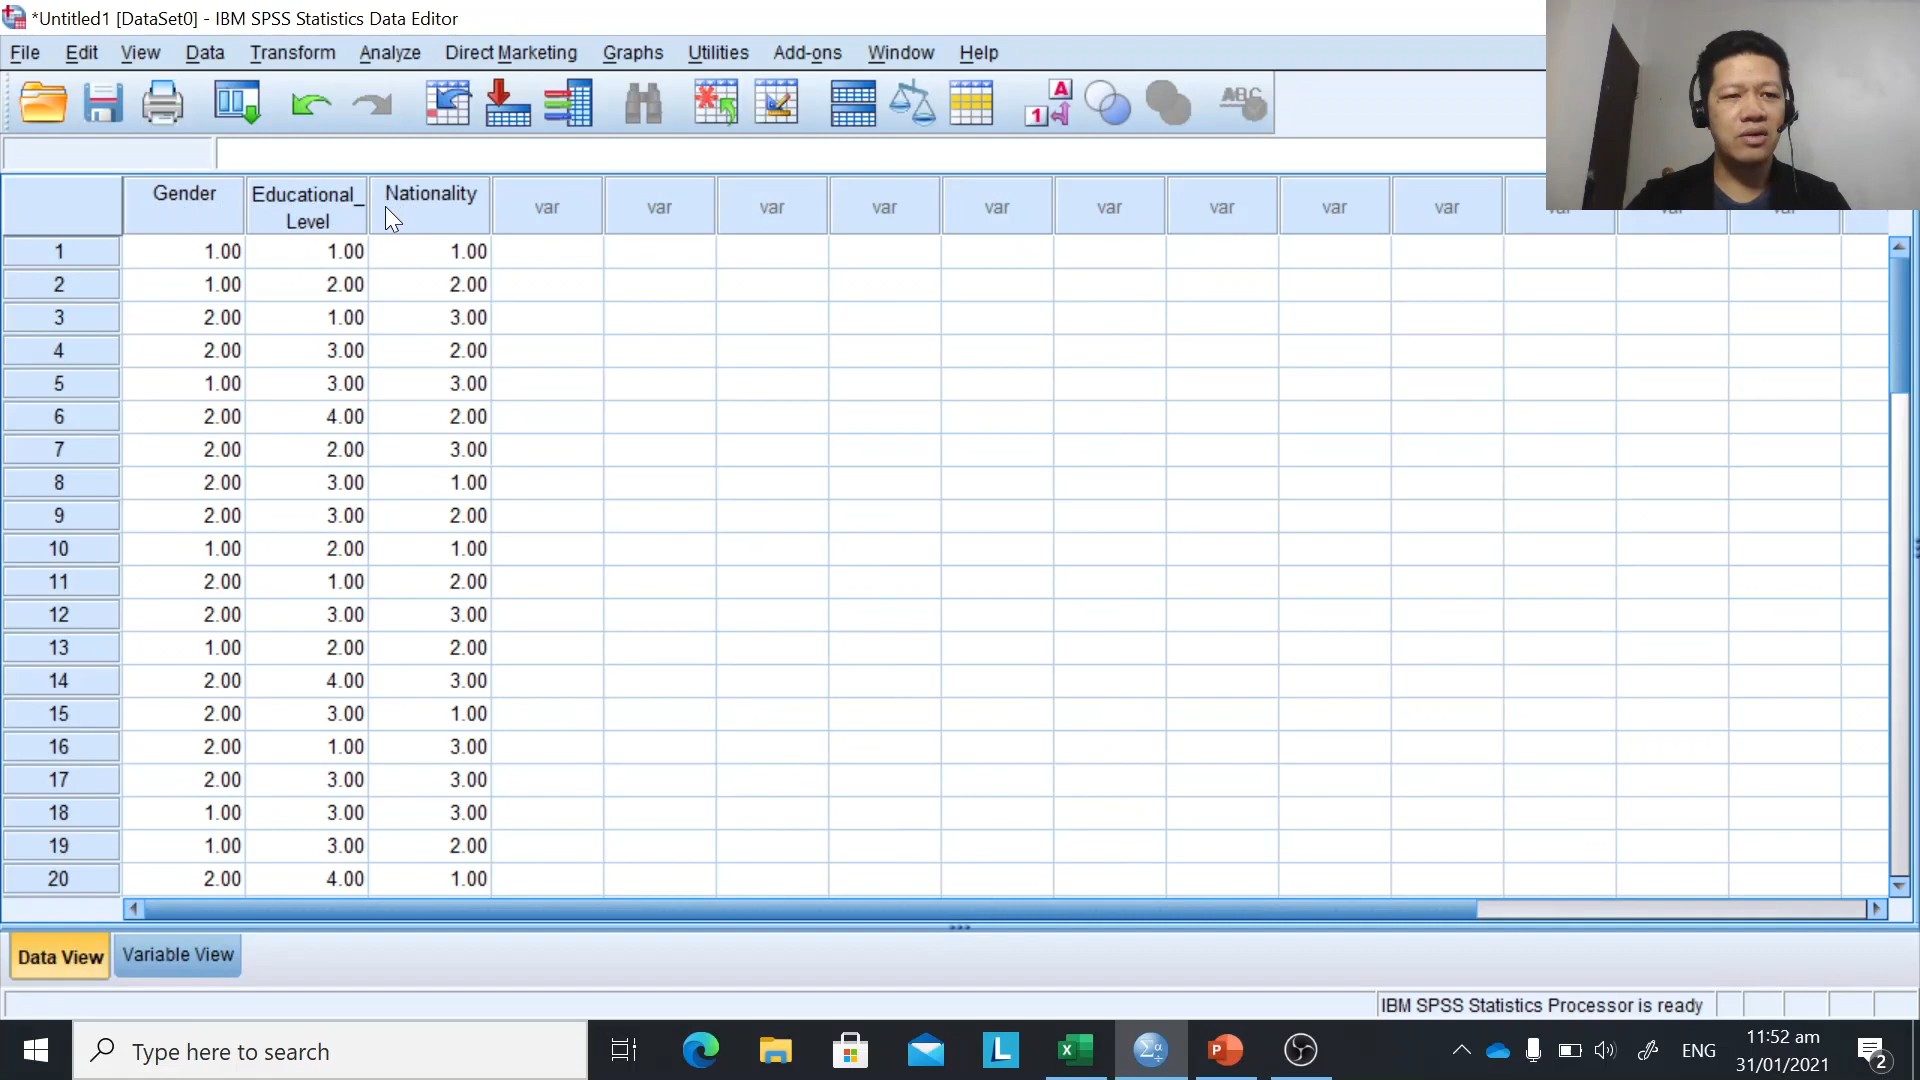 *Untitled1 [DataSet0] - IBM SPSS Statistics Data Editor
File Edit View Data Transform Analyze Direct Marketing Graphs Utilities Add-ons Window Help
A
1
ABC
Gender Educational_Level Nationality var var var var var var var var var
1 1.00 1.00 1.00
2 1.00 2.00 2.00
3 2.00 1.00 3.00
4 2.00 3.00 2.00
5 1.00 3.00 3.00
6 2.00 4.00 2.00
7 2.00 2.00 3.00
8 2.00 3.00 1.00
9 2.00 3.00 2.00
10 1.00 2.00 1.00
11 2.00 1.00 2.00
12 2.00 3.00 3.00
13 1.00 2.00 2.00
14 2.00 4.00 3.00
15 2.00 3.00 1.00
16 2.00 1.00 3.00
17 2.00 3.00 3.00
18 1.00 3.00 3.00
19 1.00 3.00 2.00
20 2.00 4.00 1.00
Data View Variable View
IBM SPSS Statistics Processor is ready
Type here to search
L
X
Σα
P
ENG
11:52 am
31/01/2021
2